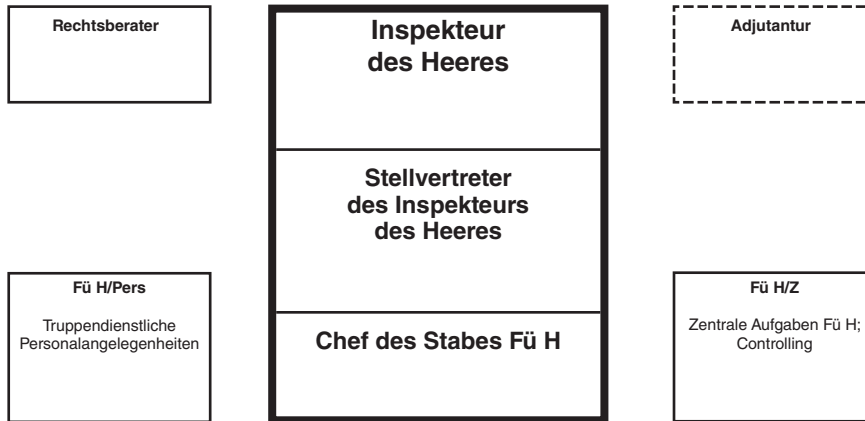 Rechtsberater
Inspekteur
des Heeres
Adjutantur
Stellvertreter
des Inspekteurs
des Heeres
Fü H/Pers
Truppendienstliche
Personalangelegenheiten
Chef des Stabes Fü H
Fü H/Z
Zentrale Aufgaben Fü H;
Controlling